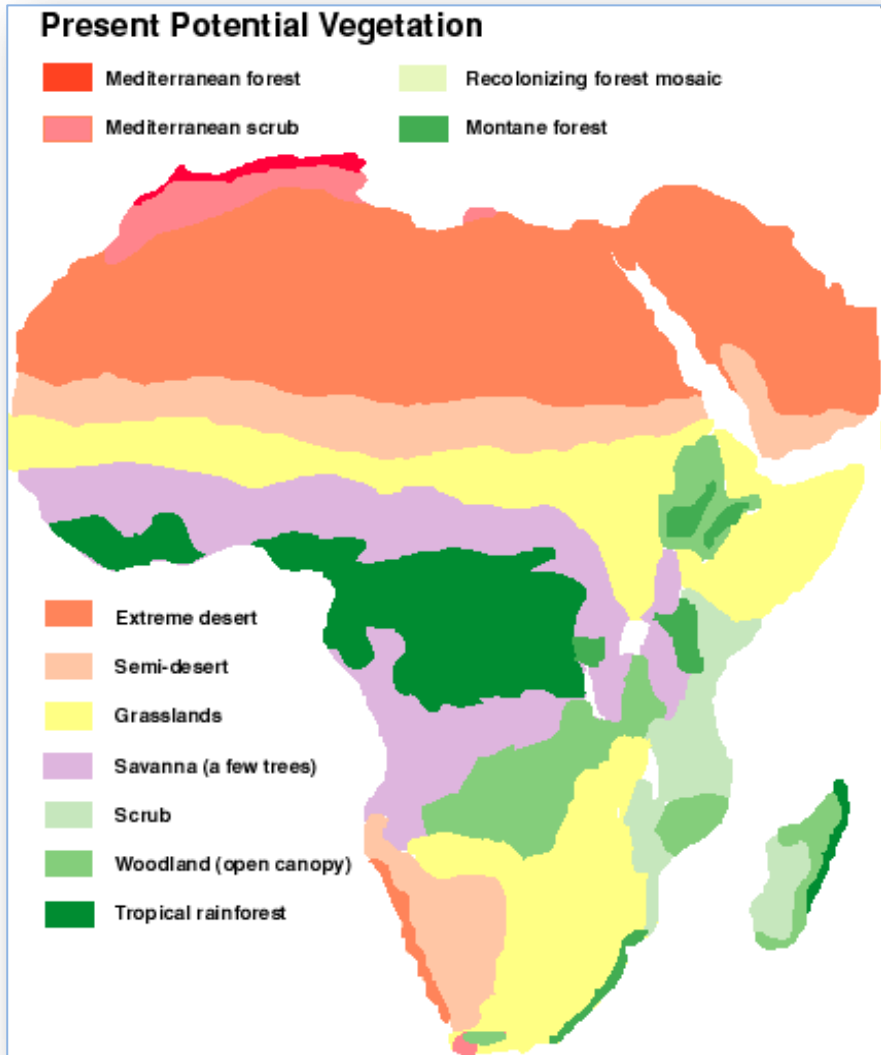 Present Potential Vegetation
Mediterranean forest
Recolonizing forest mosaic
Mediterranean scrub
Montane forest
Extreme desert
Semi-desert
Grasslands
Savanna (a few trees)
Scrub
Woodland (open canopy)
Tropical rainforest